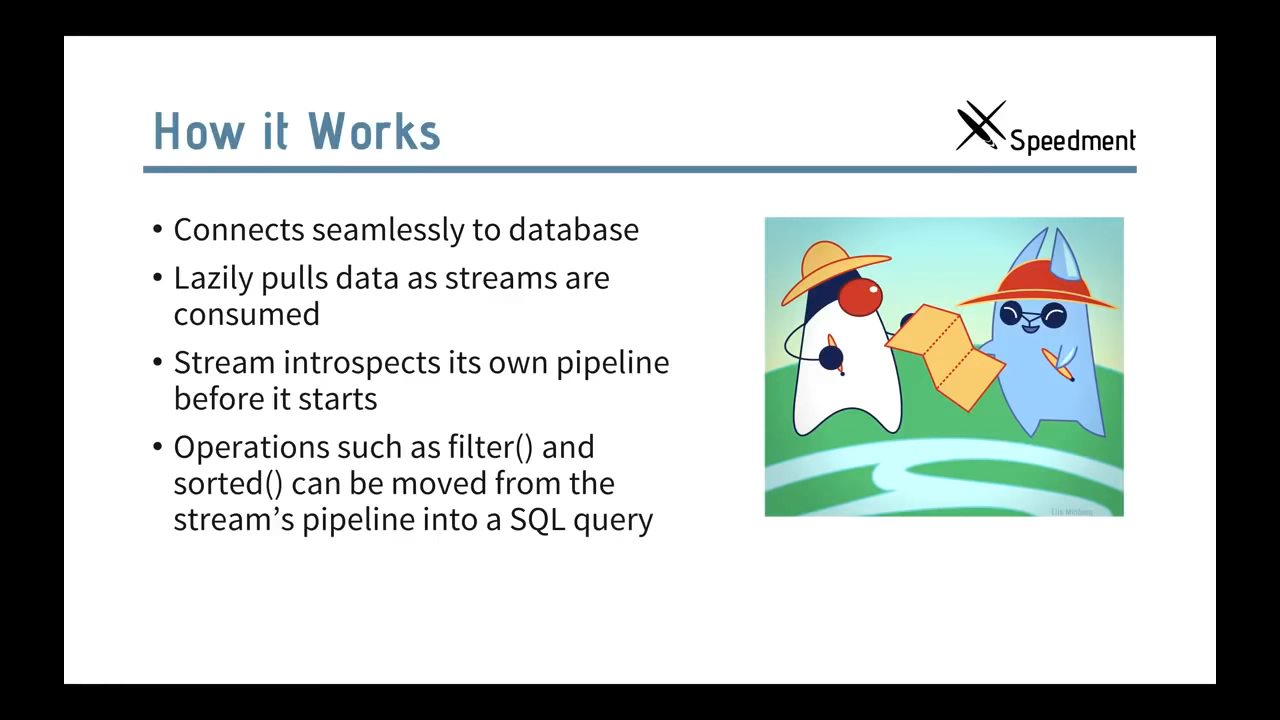 How it Works
Speedment
• Connects seamlessly to database
• Lazily pulls data as streams are
consumed
• Stream introspects its own pipeline
before it starts
• Operations such as filter() and
sorted() can be moved from the
stream’s pipeline into a SQL query